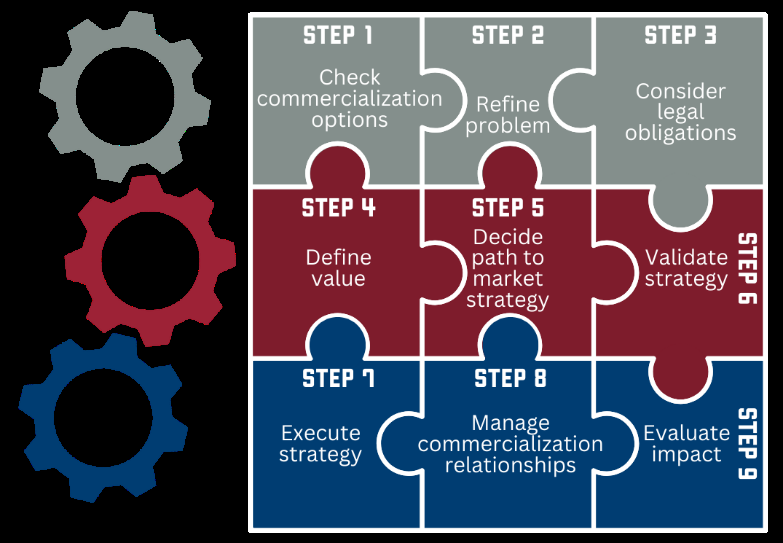 STEP 1
Check
commercialization
options
STEP 2
Refine
problem
STEP 3
Consider
legal
obligations
STEP 4
Define
value
STEP 5
Decide
path to
market
strategy
Validate
strategy
STEP 6
STEP 7
Execute
strategy
STEP 8
Manage
commercialization
relationships
Evaluate
impact
STEP 9